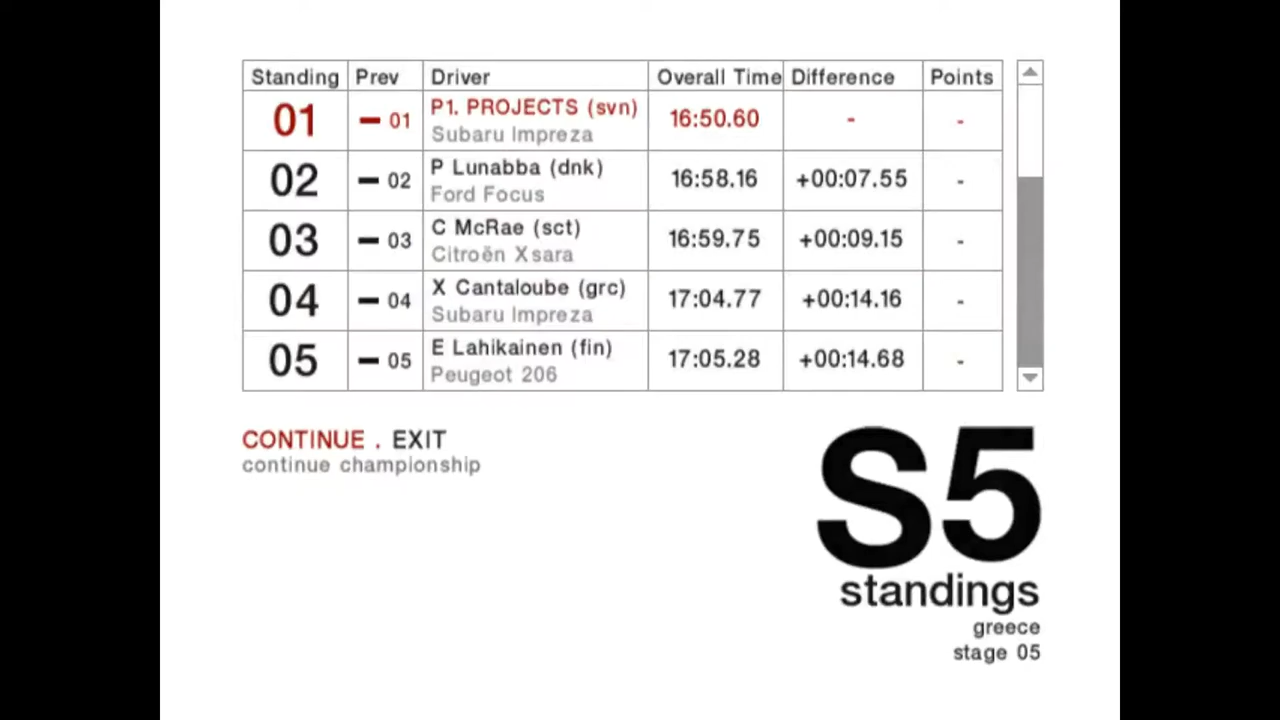 Standing Prev Driver Overall Time Difference Points
01 – 01 P1. PROJECTS (svn) 16:50.60 - -
Subaru Impreza
02 – 02 P Lunabba (dnk) 16:58.16 +00:07.55 -
Ford Focus
03 – 03 C McRae (sct) 16:59.75 +00:09.15 -
Citroën Xsara
04 – 04 X Cantaloube (grc) 17:04.77 +00:14.16 -
Subaru Impreza
05 – 05 E Lahikainen (fin) 17:05.28 +00:14.68 -
Peugeot 206
CONTINUE . EXIT
continue championship
S5
standings
greece
stage 05